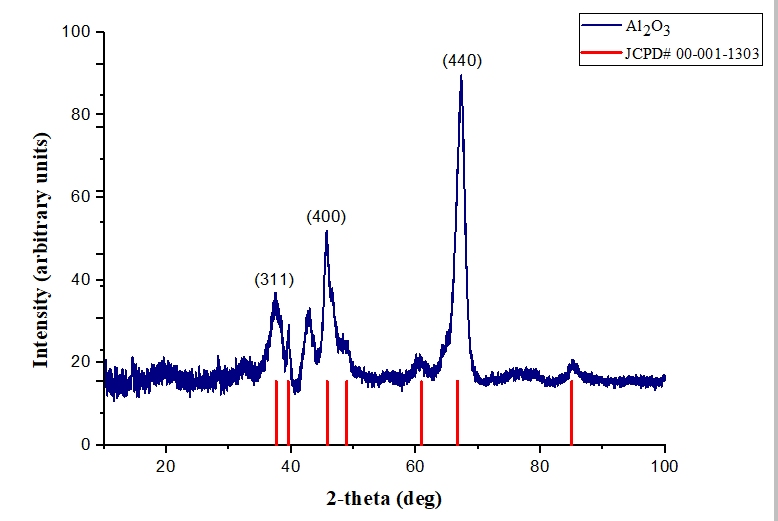 Al₂O₃
JCPD# 00-001-1303
(440)
(400)
(311)
100
80
60
40
20
0
Intensity (arbitrary units)
20 40 60 80 100
2-theta (deg)